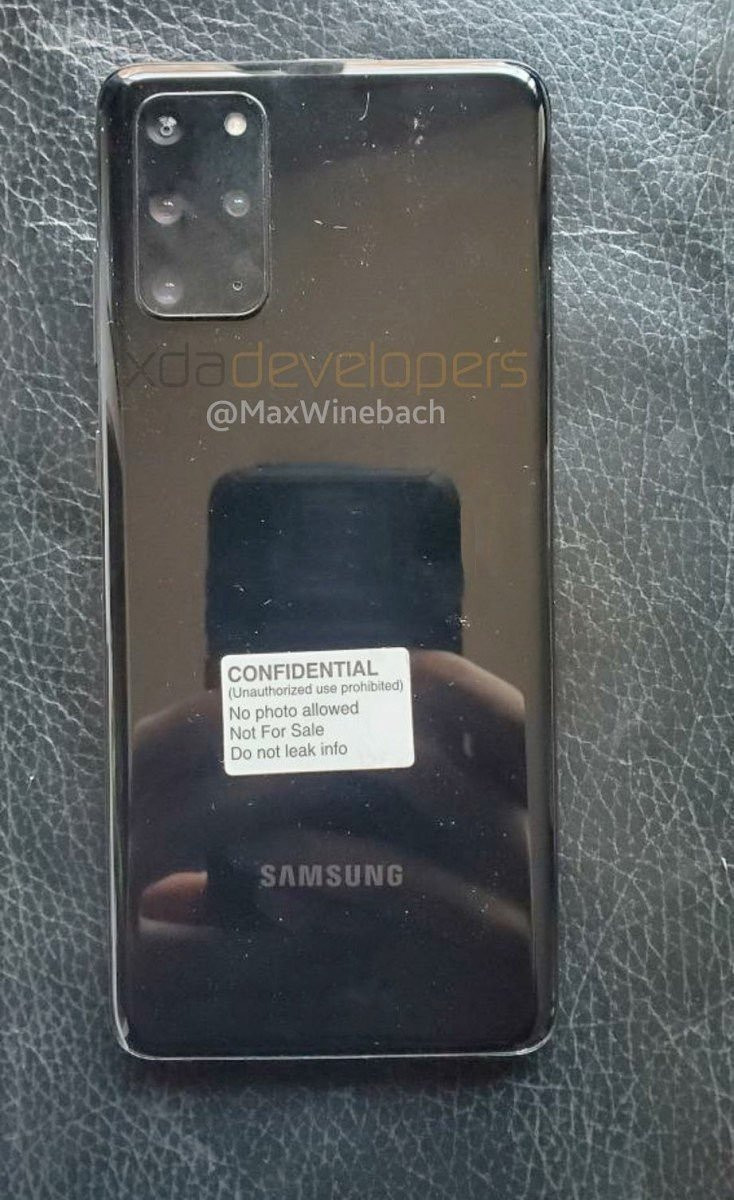 xdadevelopers
@MaxWinebach
CONFIDENTIAL
(Unauthorized use prohibited)
No photo allowed
Not For Sale
Do not leak info
SAMSUNG